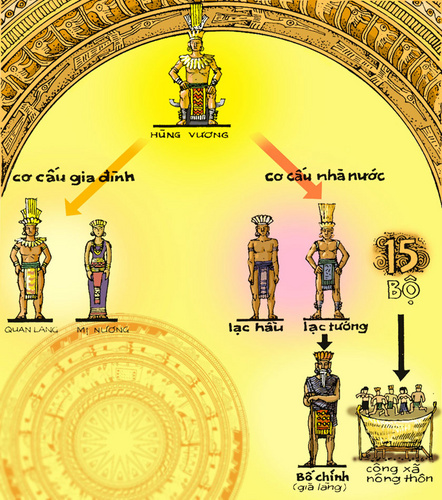 HÙNG VƯƠNG
cơ cấu gia đình
cơ cấu nhà nước
QUAN LANG
MỊ NƯƠNG
lạc hầu
lạc tướng
15
BỘ
Bố chính
(già làng)
công xã
nông thôn